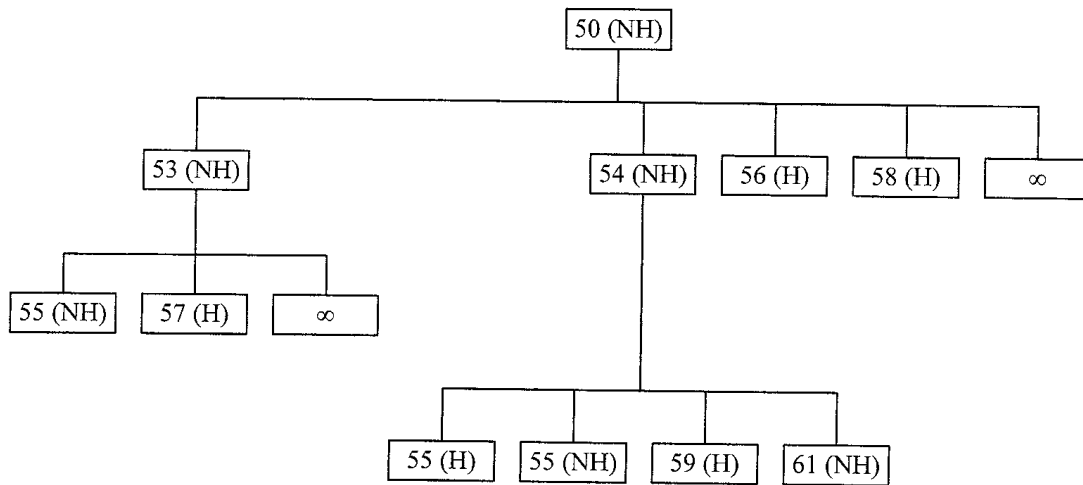 50 (NH)
53 (NH)
54 (NH)
56 (H)
58 (H)
∞
55 (NH)
57 (H)
∞
55 (H)
55 (NH)
59 (H)
61 (NH)